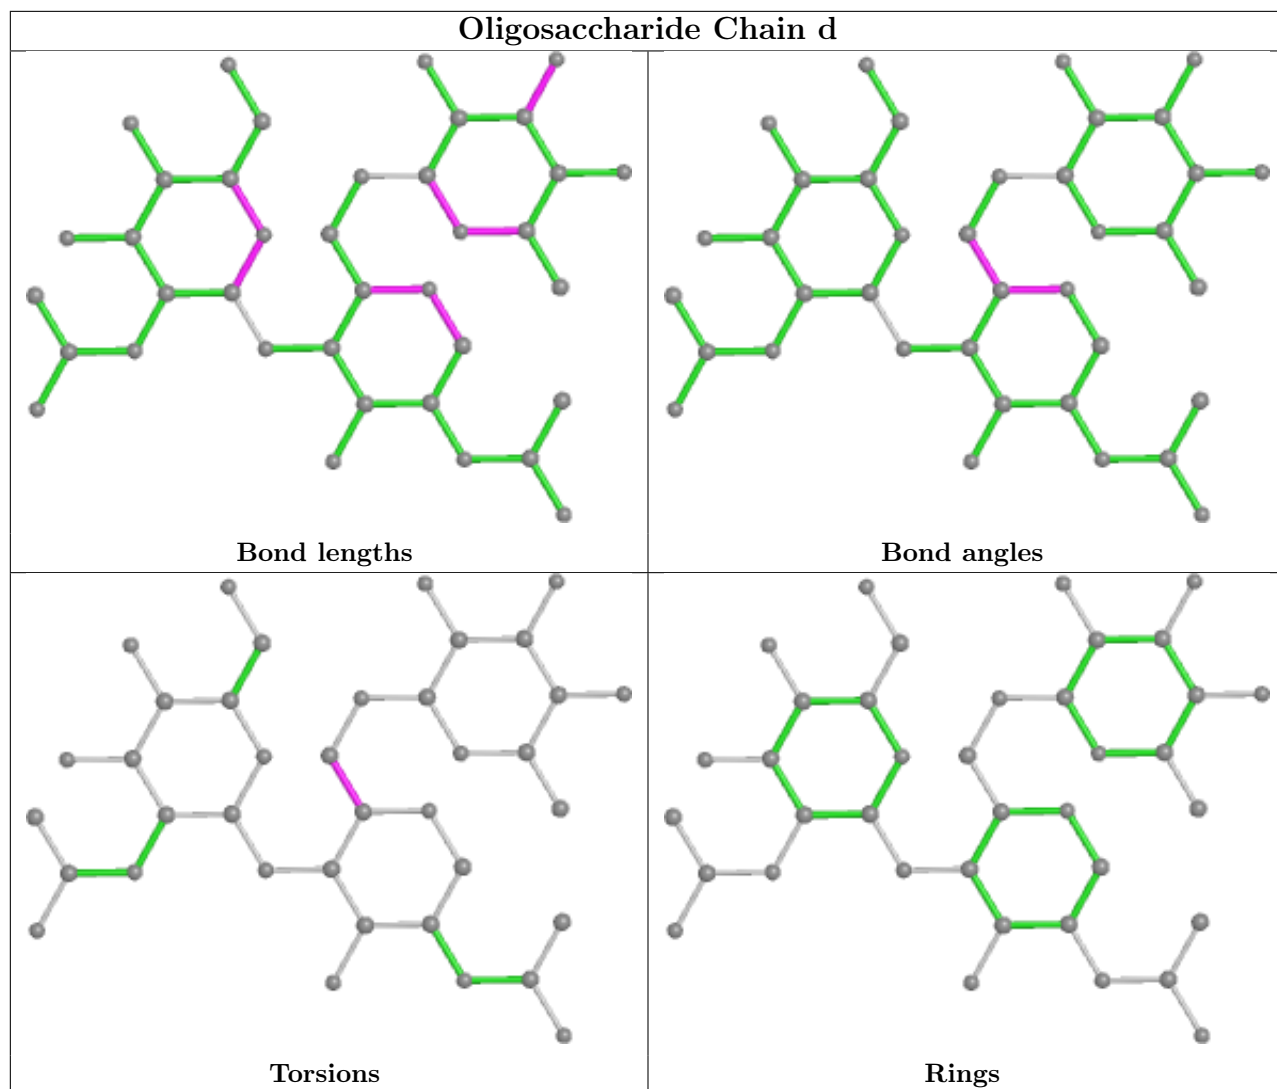 Oligosaccharide Chain d
Bond lengths
Bond angles
Torsions
Rings